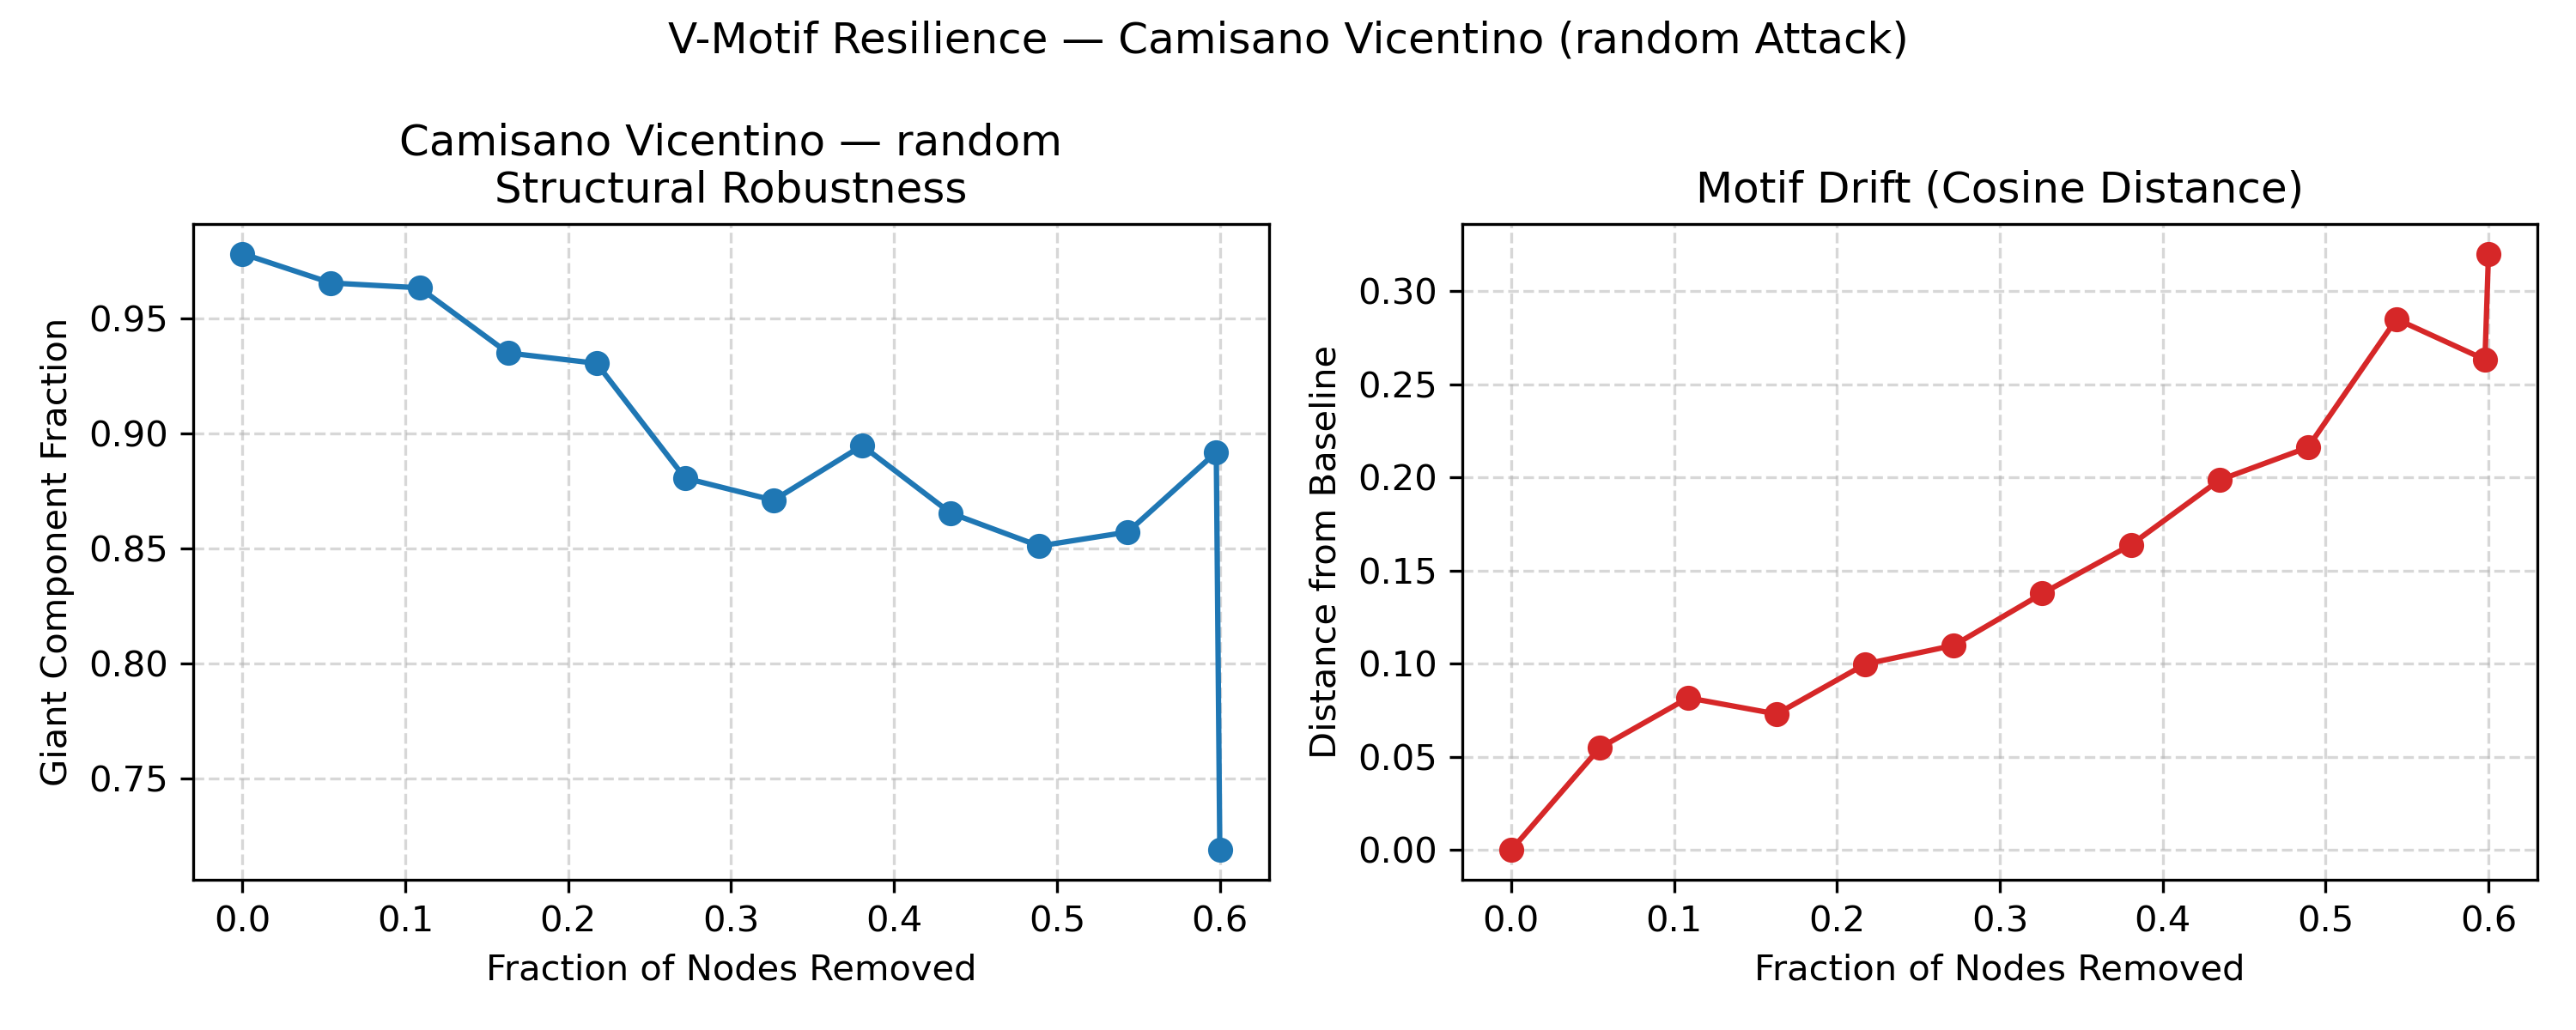 V-Motif Resilience — Camisano Vicentino (random Attack)
Camisano Vicentino — random
Structural Robustness
Giant Component Fraction
0.95
0.90
0.85
0.80
0.75
0.0 0.1 0.2 0.3 0.4 0.5 0.6
Fraction of Nodes Removed
Motif Drift (Cosine Distance)
Distance from Baseline
0.30
0.25
0.20
0.15
0.10
0.05
0.00
0.0 0.1 0.2 0.3 0.4 0.5 0.6
Fraction of Nodes Removed